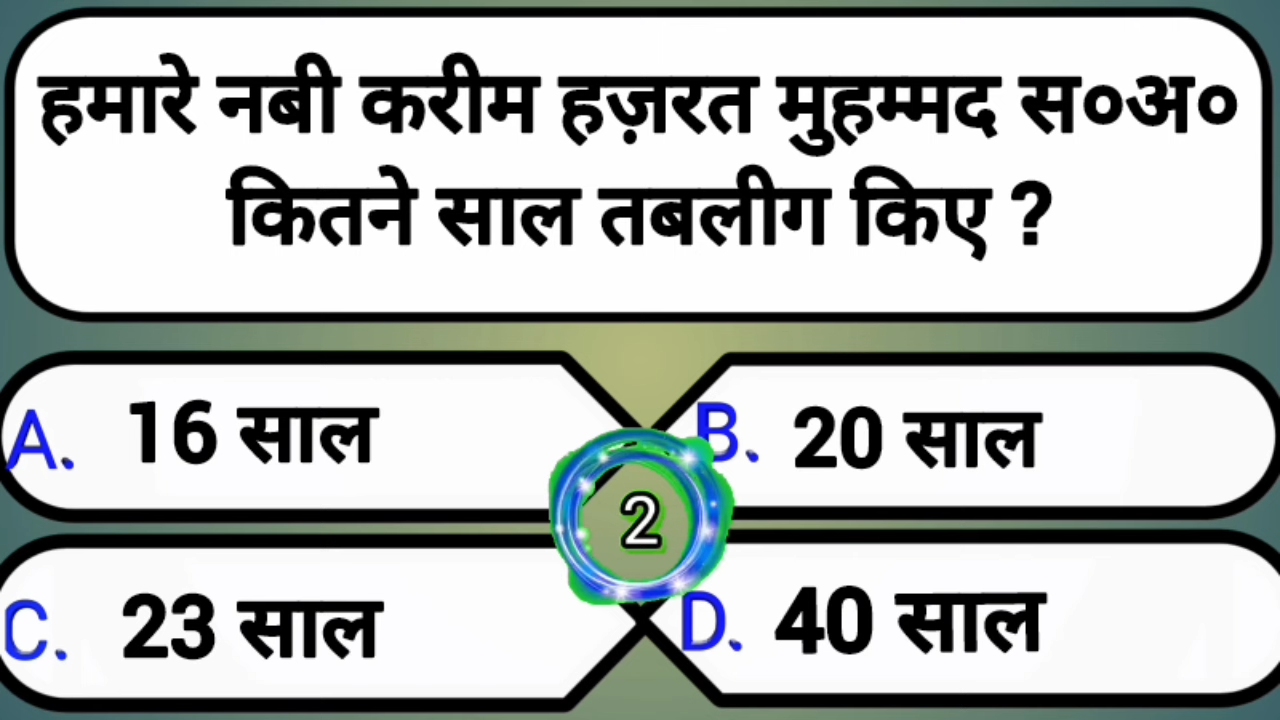 हमारे नबी करीम हज़रत मुहम्मद स०अ०
कितने साल तबलीग किए ?
A. 16 साल
B. 20 साल
2
C. 23 साल
D. 40 साल